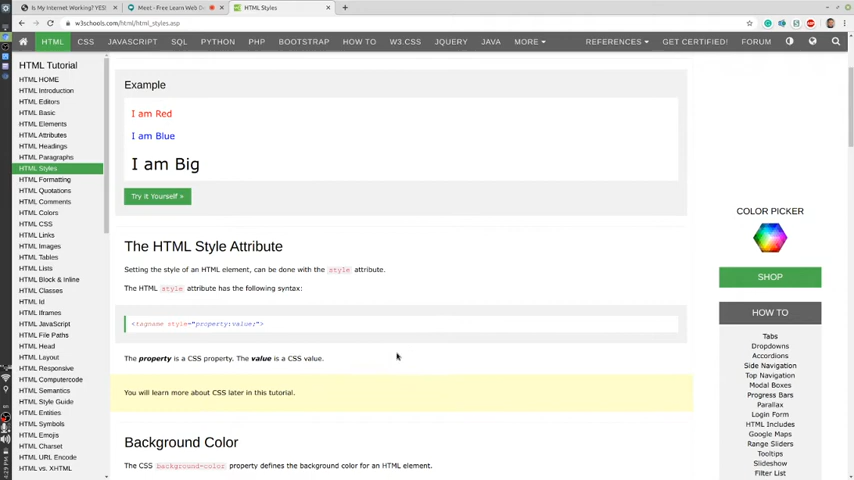 Is My Internet Working? YES!
Meet - Free Learn Web De
HTML Styles
w3schools.com/html/html_styles.asp
HTML CSS JAVASCRIPT SQL PYTHON PHP BOOTSTRAP HOW TO W3.CSS JQUERY JAVA MORE REFERENCES GET CERTIFIED! FORUM
HTML Tutorial
HTML HOME
HTML Introduction
HTML Editors
HTML Basic
HTML Elements
HTML Attributes
HTML Headings
HTML Paragraphs
HTML Styles
HTML Formatting
HTML Quotations
HTML Comments
HTML Colors
HTML CSS
HTML Links
HTML Images
HTML Tables
HTML Lists
HTML Block & Inline
HTML Classes
HTML Id
HTML Iframes
HTML JavaScript
HTML File Paths
HTML Head
HTML Layout
HTML Responsive
HTML Computercode
HTML Semantics
HTML Style Guide
HTML Entities
HTML Symbols
HTML Emojis
HTML Charset
HTML URL Encode
HTML vs. XHTML
Example
I am Red
I am Blue
I am Big
Try it Yourself »
The HTML Style Attribute
Setting the style of an HTML element, can be done with the style attribute.
The HTML style attribute has the following syntax:
<tagname style="property:value;">
The property is a CSS property. The value is a CSS value.
You will learn more about CSS later in this tutorial.
Background Color
The CSS background-color property defines the background color for an HTML element.
COLOR PICKER
SHOP
HOW TO
Tabs
Dropdowns
Accordions
Side Navigation
Top Navigation
Modal Boxes
Progress Bars
Parallax
Login Form
HTML Includes
Google Maps
Range Sliders
Tooltips
Slideshow
Filter List
4:29 PM